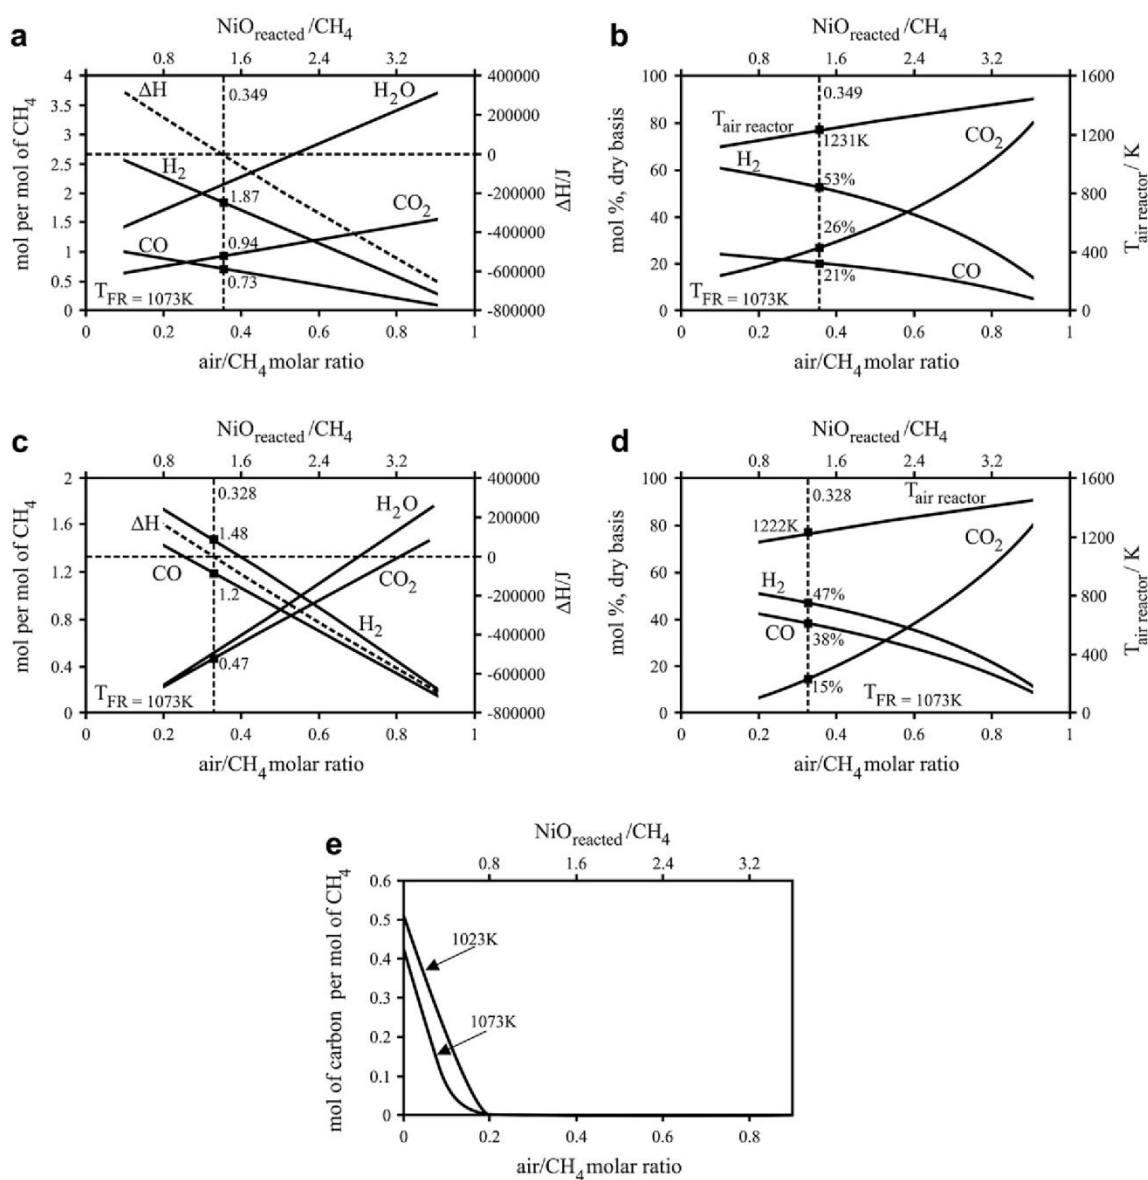 a
NiOreacted/CH4
0.8 1.6 2.4 3.2
4 3.5 3 2.5 2 1.5 1 0.5 0
mol per mol of CH4
400000 200000 0 -200000 -400000 -600000 -800000
ΔH/J
ΔH
0.349
H2O
H2
1.87
CO2
CO
0.94
0.73
TFR = 1073K
0 0.2 0.4 0.6 0.8 1
air/CH4 molar ratio
b
NiOreacted/CH4
0.8 1.6 2.4 3.2
100 80 60 40 20 0
mol %, dry basis
1600 1200 800 400 0
Tair reactor/ K
0.349
Tair reactor
1231K
CO2
H2
53%
26%
21%
CO
TFR = 1073K
0 0.2 0.4 0.6 0.8 1
air/CH4 molar ratio
c
NiOreacted/CH4
0.8 1.6 2.4 3.2
2 1.6 1.2 0.8 0.4 0
mol per mol of CH4
400000 200000 0 -200000 -400000 -600000 -800000
ΔH/J
0.328
H2O
ΔH
1.48
CO
CO2
1.2
H2
0.47
TFR = 1073K
0 0.2 0.4 0.6 0.8 1
air/CH4 molar ratio
d
NiOreacted/CH4
0.8 1.6 2.4 3.2
100 80 60 40 20 0
mol %, dry basis
1600 1200 800 400 0
Tair reactor/ K
0.328
Tair reactor
1222K
CO2
H2
47%
CO
38%
15%
TFR = 1073K
0 0.2 0.4 0.6 0.8 1
air/CH4 molar ratio
e
NiOreacted/CH4
0.8 1.6 2.4 3.2
0.6 0.5 0.4 0.3 0.2 0.1 0
mol of carbon per mol of CH4
1023K
1073K
0 0.2 0.4 0.6 0.8
air/CH4 molar ratio